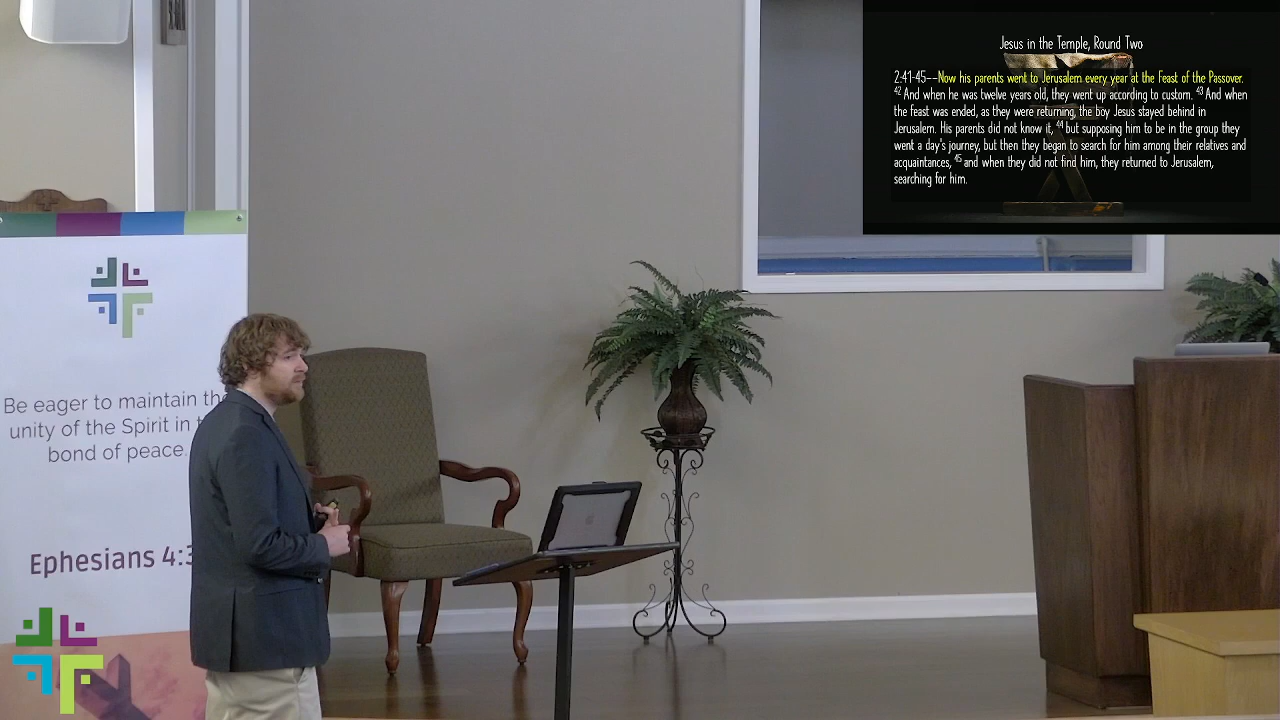 Jesus in the Temple, Round Two
2:41-45--Now his parents went to Jerusalem every year at the Feast of the Passover.
42 And when he was twelve years old, they went up according to custom. 43 And when
the feast was ended, as they were returning, the boy Jesus stayed behind in
Jerusalem. His parents did not know it, 44 but supposing him to be in the group they
went a day's journey, but then they began to search for him among their relatives and
acquaintances, 45 and when they did not find him, they returned to Jerusalem,
searching for him.
Be eager to maintain the
unity of the Spirit in
bond of peace.
Ephesians 4:3